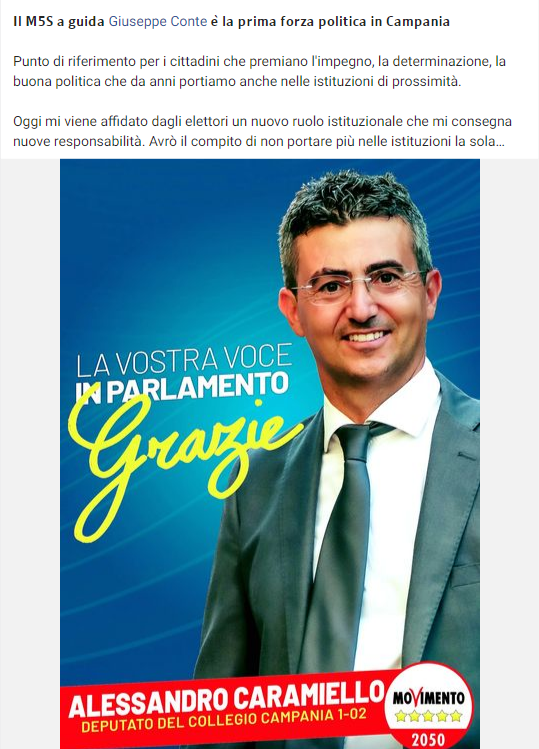 Il M5S a guida Giuseppe Conte è la prima forza politica in Campania
Punto di riferimento per i cittadini che premiano l'impegno, la determinazione, la
buona politica che da anni portiamo anche nelle istituzioni di prossimità.
Oggi mi viene affidato dagli elettori un nuovo ruolo istituzionale che mi consegna
nuove responsabilità. Avrò il compito di non portare più nelle istituzioni la sola...
LA VOSTRA VOCE
IN PARLAMENTO
Grazie
ALESSANDRO CARAMIELLO
DEPUTATO DEL COLLEGIO CAMPANIA 1-02
MOVIMENTO
2050